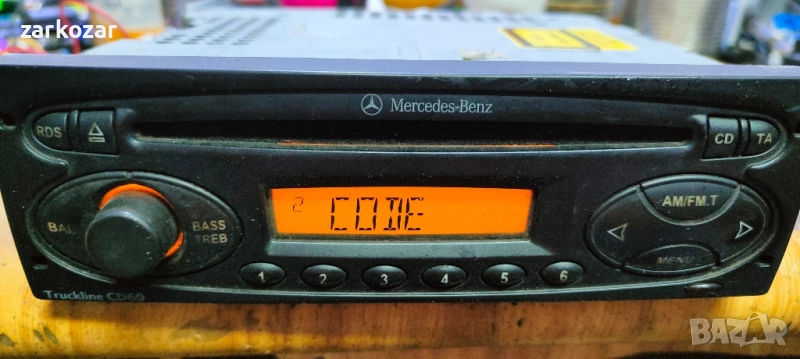 zarkozar
Mercedes-Benz
RDS
CD TA
2 CODE
AM/FM.T
BAL BASS
TREB
MENU
1 2 3 4 5 6
Truckline CD60
BAZAR